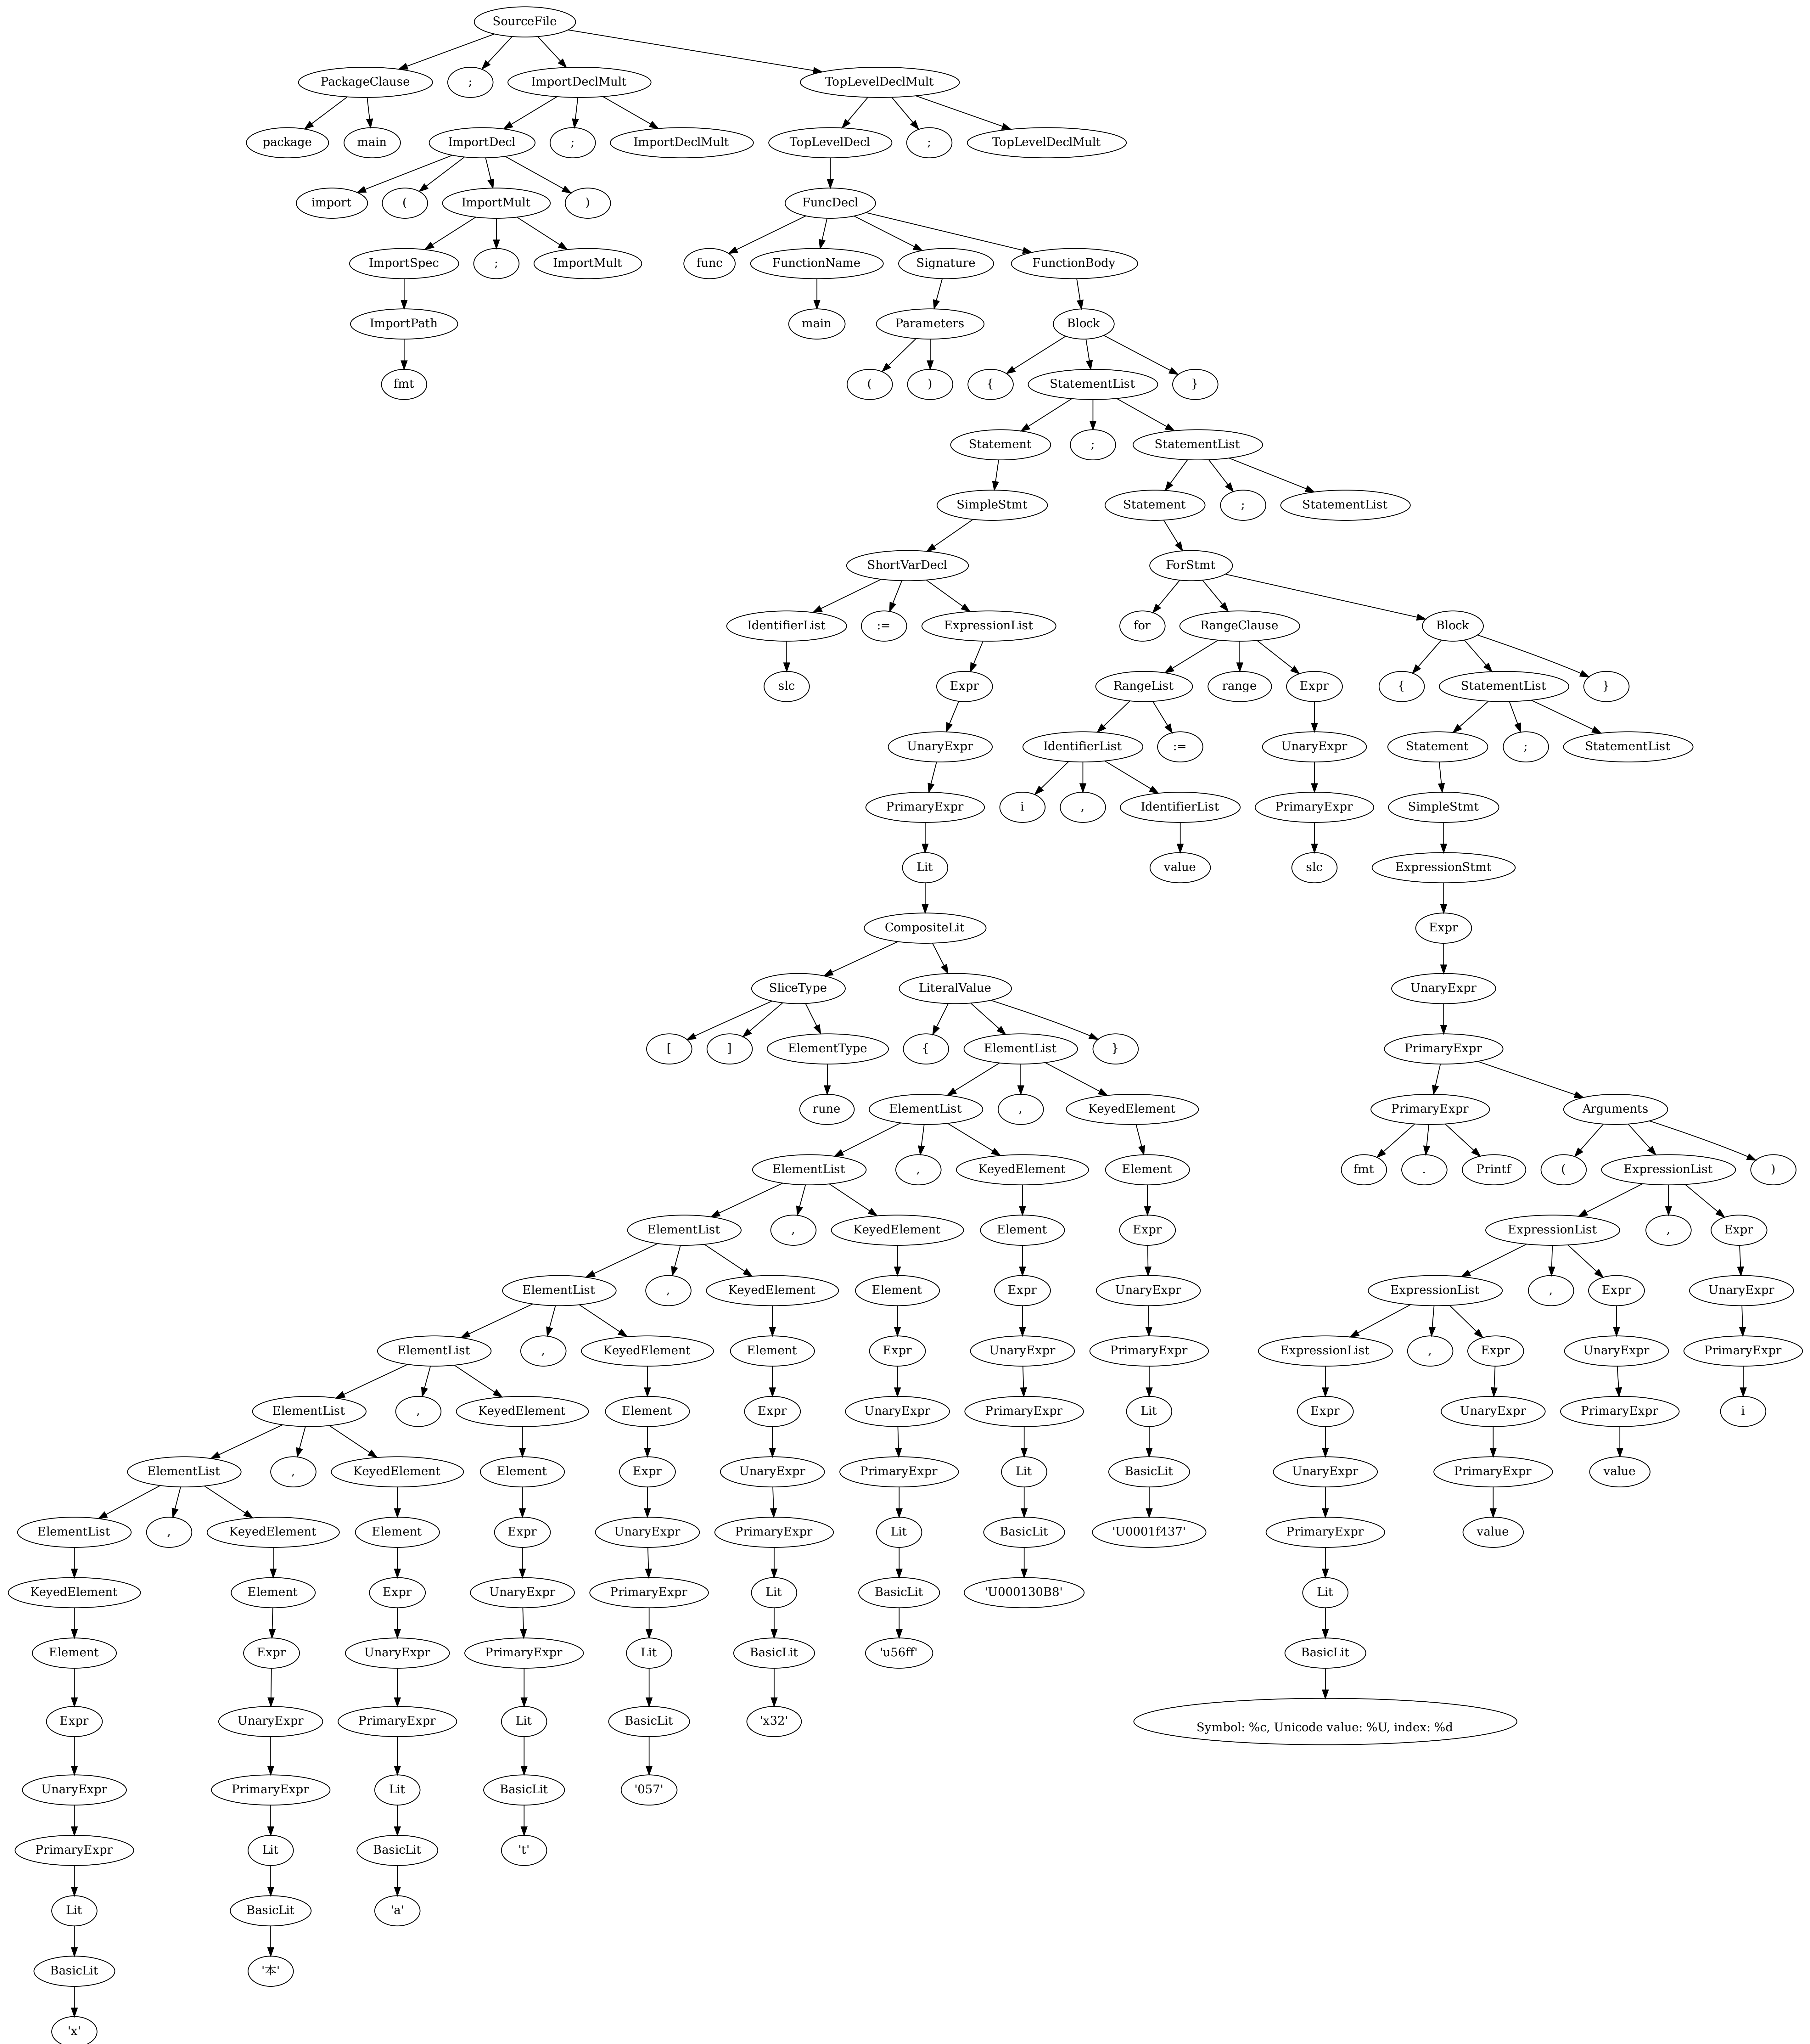 SourceFile
PackageClause ; ImportDeclMult TopLevelDeclMult
package main ImportDecl ; ImportDeclMult TopLevelDecl ; TopLevelDeclMult
import ( ImportMult ) FuncDecl
ImportSpec ; ImportMult func FunctionName Signature FunctionBody
ImportPath main Parameters Block
fmt ( ) { StatementList }
Statement ; StatementList
SimpleStmt Statement ; StatementList
ShortVarDecl ForStmt
IdentifierList := ExpressionList for RangeClause Block
slc Expr RangeList range Expr { StatementList }
UnaryExpr IdentifierList := UnaryExpr Statement ; StatementList
PrimaryExpr i , IdentifierList PrimaryExpr SimpleStmt
Lit value slc ExpressionStmt
CompositeLit Expr
SliceType LiteralValue UnaryExpr
[ ] ElementType { ElementList } PrimaryExpr
rune ElementList , KeyedElement PrimaryExpr Arguments
ElementList , KeyedElement Element fmt . Printf ( ExpressionList )
ElementList , KeyedElement Element Expr ExpressionList , Expr
ElementList , KeyedElement Element Expr UnaryExpr ExpressionList , Expr UnaryExpr
ElementList , KeyedElement Element Expr UnaryExpr PrimaryExpr ExpressionList , Expr UnaryExpr PrimaryExpr
ElementList , KeyedElement Element Expr UnaryExpr PrimaryExpr Lit Expr UnaryExpr PrimaryExpr i
ElementList , KeyedElement Element Expr UnaryExpr PrimaryExpr Lit BasicLit UnaryExpr PrimaryExpr value
ElementList , KeyedElement Element Expr UnaryExpr PrimaryExpr Lit BasicLit 'U0001f437' PrimaryExpr value
KeyedElement Element Expr UnaryExpr PrimaryExpr Lit BasicLit 'U000130B8' Lit
Element Expr UnaryExpr PrimaryExpr Lit BasicLit 'u56ff' BasicLit
Expr UnaryExpr PrimaryExpr Lit BasicLit 'x32' Symbol: %c, Unicode value: %U, index: %d
UnaryExpr PrimaryExpr Lit BasicLit '057'
PrimaryExpr Lit BasicLit 't'
Lit BasicLit 'a'
BasicLit '本'
'x'